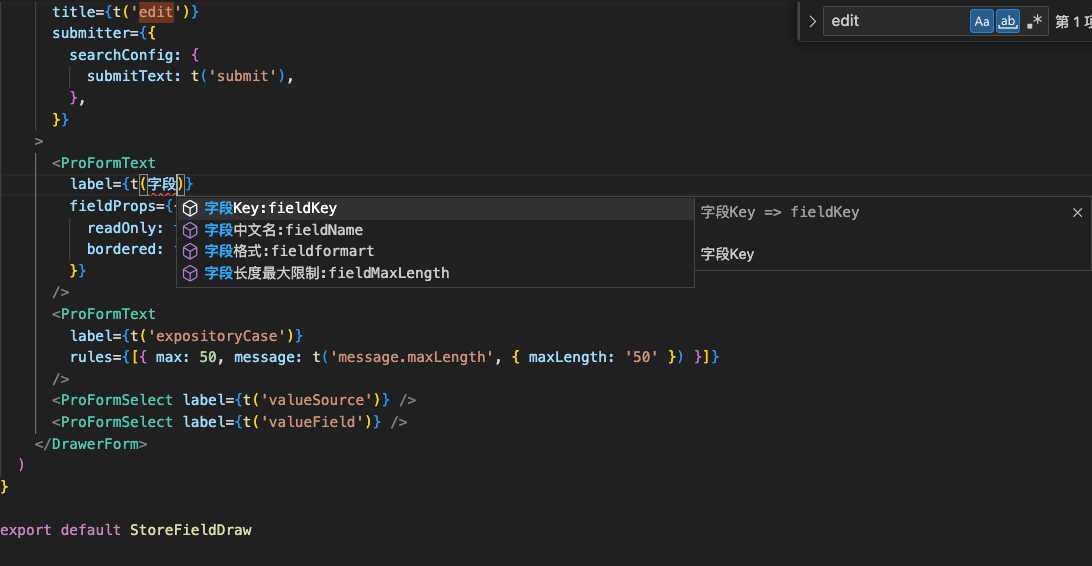 title={t('edit')}
edit
Aa
ab
.*
第 1 项
submitter={{
searchConfig: {
submitText: t('submit'),
},
}}
>
<ProFormText
label={t(字段)}
fieldProps={{
字段Key:fieldKey
字段Key => fieldKey
readOnly:
字段中文名:fieldName
bordered:
字段格式:fieldformart
字段Key
}}
字段长度最大限制:fieldMaxLength
/>
<ProFormText
label={t('expositoryCase')}
rules={[{ max: 50, message: t('message.maxLength', { maxLength: '50' }) }]}
/>
<ProFormSelect label={t('valueSource')} />
<ProFormSelect label={t('valueField')} />
</DrawerForm>
)
}
export default StoreFieldDraw